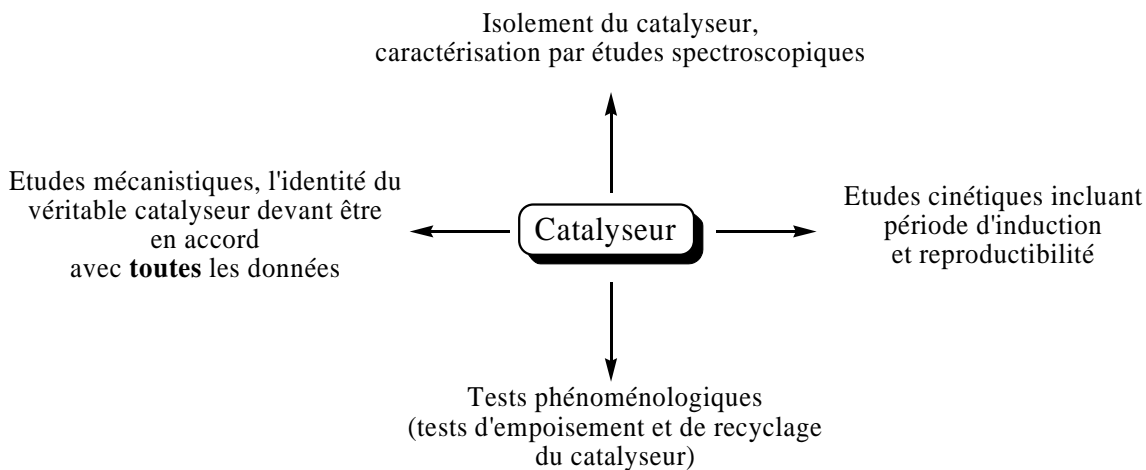 Isolement du catalyseur,
caractérisation par études spectroscopiques
Etudes mécanistiques, l'identité du
véritable catalyseur devant être
en accord
avec toutes les données
Catalyseur
Etudes cinétiques incluant
période d'induction
et reproductibilité
Tests phénoménologiques
(tests d'empoisement et de recyclage
du catalyseur)